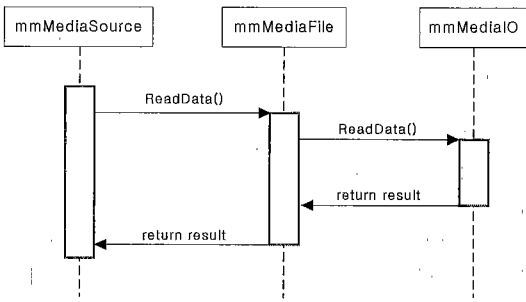 mmMediaSource
mmMediaFile
mmMediaIO
ReadData()
ReadData()
return result
return result